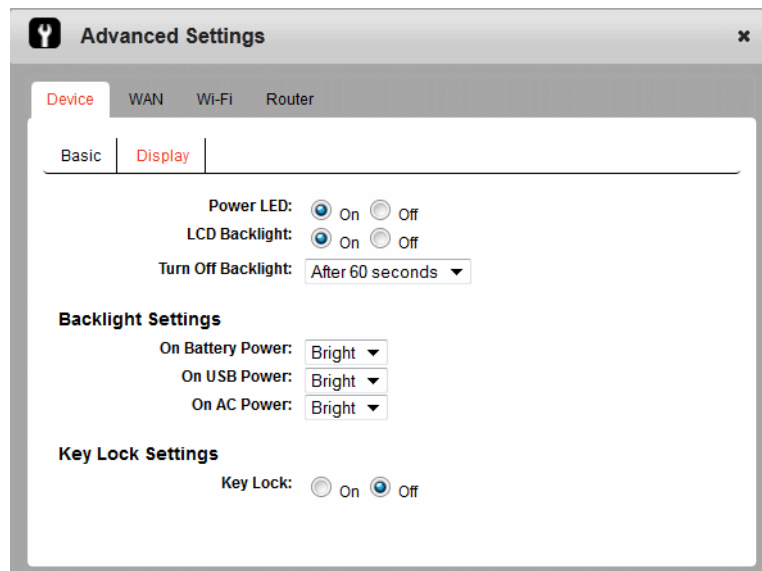 Advanced Settings
Device WAN Wi-Fi Router
Basic Display
Power LED: On Off
LCD Backlight: On Off
Turn Off Backlight: After 60 seconds
Backlight Settings
On Battery Power: Bright
On USB Power: Bright
On AC Power: Bright
Key Lock Settings
Key Lock: On Off